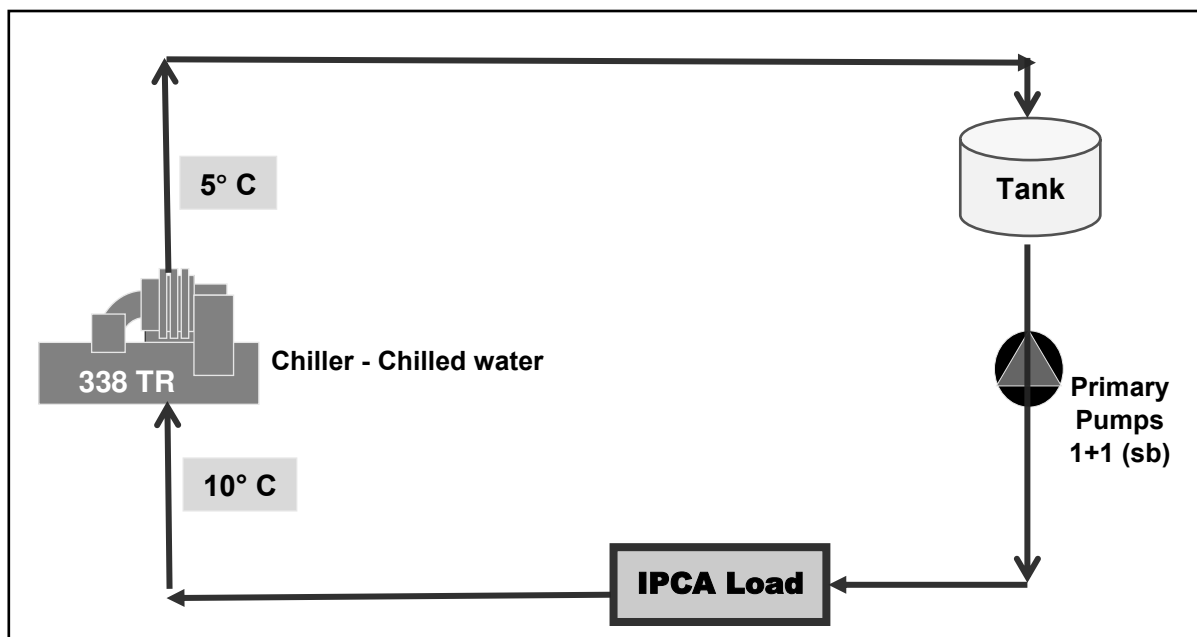 5° C
Tank
Chiller - Chilled water
338 TR
Primary
Pumps
1+1 (sb)
10° C
IPCA Load